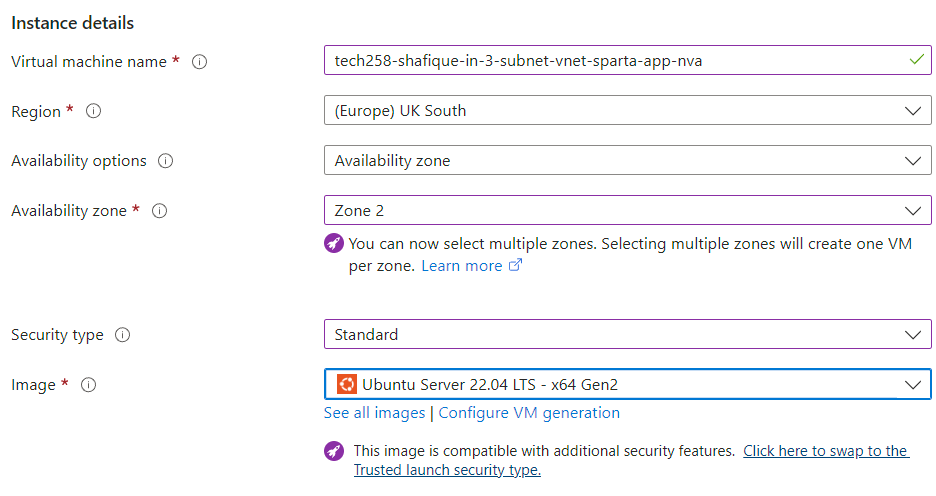 Instance details
Virtual machine name *
tech258-shafique-in-3-subnet-vnet-sparta-app-nva
Region *
(Europe) UK South
Availability options
Availability zone
Availability zone *
Zone 2
You can now select multiple zones. Selecting multiple zones will create one VM
per zone. Learn more
Security type
Standard
Image *
Ubuntu Server 22.04 LTS - x64 Gen2
See all images | Configure VM generation
This image is compatible with additional security features. Click here to swap to the
Trusted launch security type.